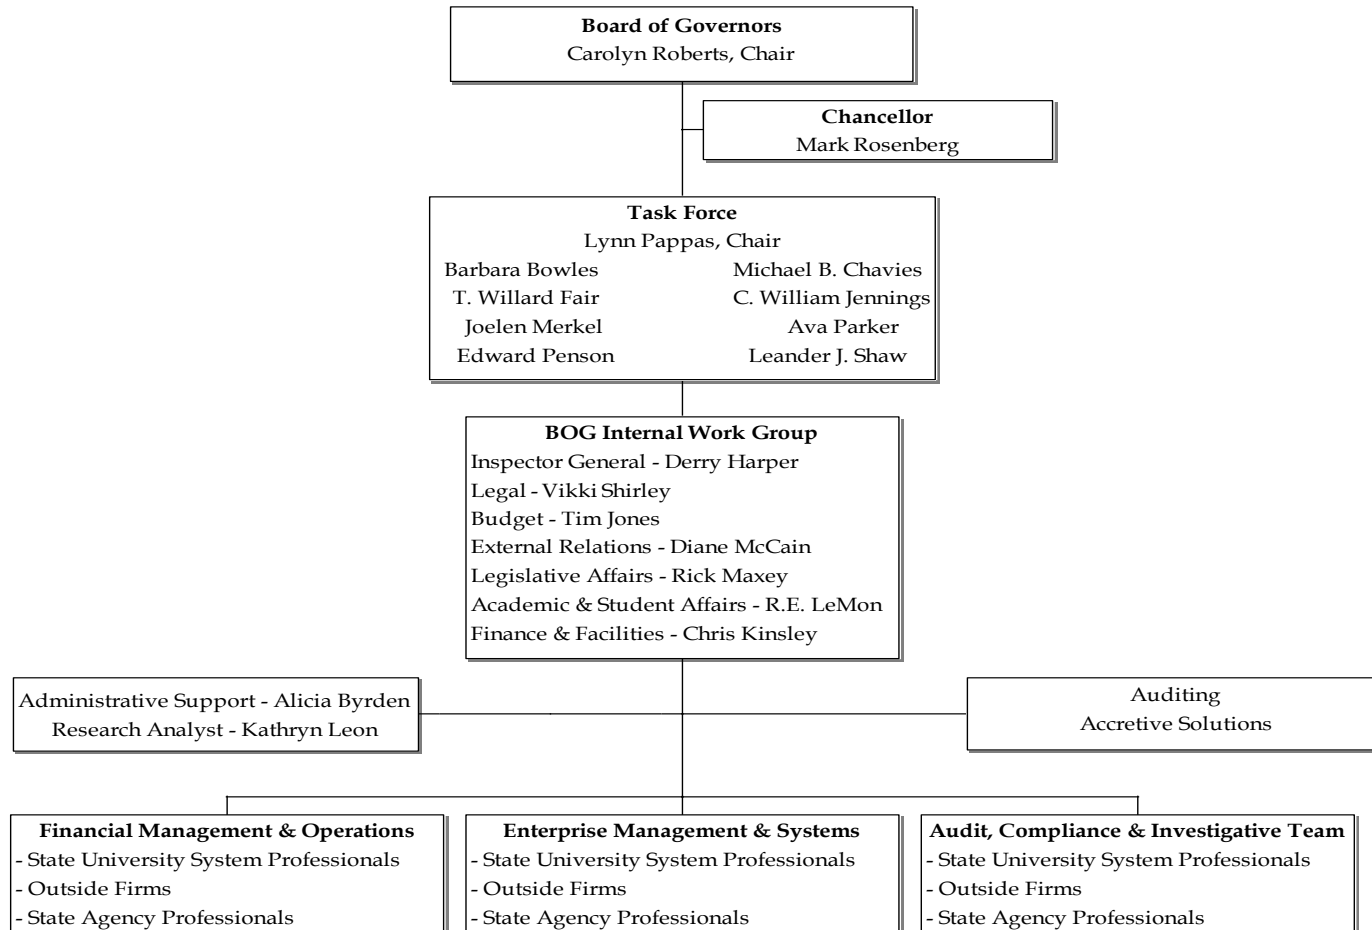 Board of Governors
Carolyn Roberts, Chair
Chancellor
Mark Rosenberg
Task Force
Lynn Pappas, Chair
Barbara Bowles Michael B. Chavies
T. Willard Fair C. William Jennings
Joelen Merkel Ava Parker
Edward Penson Leander J. Shaw
BOG Internal Work Group
Inspector General - Derry Harper
Legal - Vikki Shirley
Budget - Tim Jones
External Relations - Diane McCain
Legislative Affairs - Rick Maxey
Academic & Student Affairs - R.E. LeMon
Finance & Facilities - Chris Kinsley
Administrative Support - Alicia Byrden
Research Analyst - Kathryn Leon
Auditing
Accretive Solutions
Financial Management & Operations
- State University System Professionals
- Outside Firms
- State Agency Professionals
Enterprise Management & Systems
- State University System Professionals
- Outside Firms
- State Agency Professionals
Audit, Compliance & Investigative Team
- State University System Professionals
- Outside Firms
- State Agency Professionals